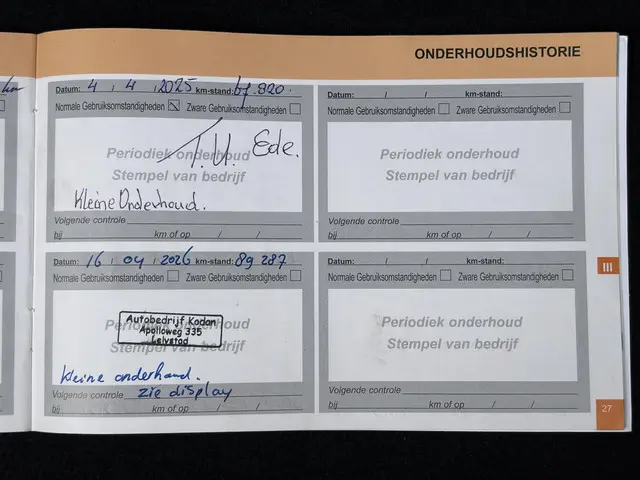 ONDERHOUDSHISTORIE
Datum: 4 / 4 / 2025 km-stand:
Normale Gebruiksomstandigheden Zware Gebruiksomstandigheden
Periodiek onderhoud
Stempel van bedrijf
T.U. Ede.
Kleine Onderhoud.
Volgende controle
bij km of op / /
Datum: 16 / 04 / 2026 km-stand: 89 287
Normale Gebruiksomstandigheden Zware Gebruiksomstandigheden
Periodiek onderhoud
Stempel van bedrijf
Autobedrijf Kodan
Apolloweg 335
Lelystad
kleine onderhoud.
Volgende controle zie display
bij km of op / /
Datum: / / km-stand:
Normale Gebruiksomstandigheden Zware Gebruiksomstandigheden
Periodiek onderhoud
Stempel van bedrijf
Volgende controle
bij km of op / /
Datum: / / km-stand:
Normale Gebruiksomstandigheden Zware Gebruiksomstandigheden
Periodiek onderhoud
Stempel van bedrijf
Volgende controle
bij km of op / /
III
27